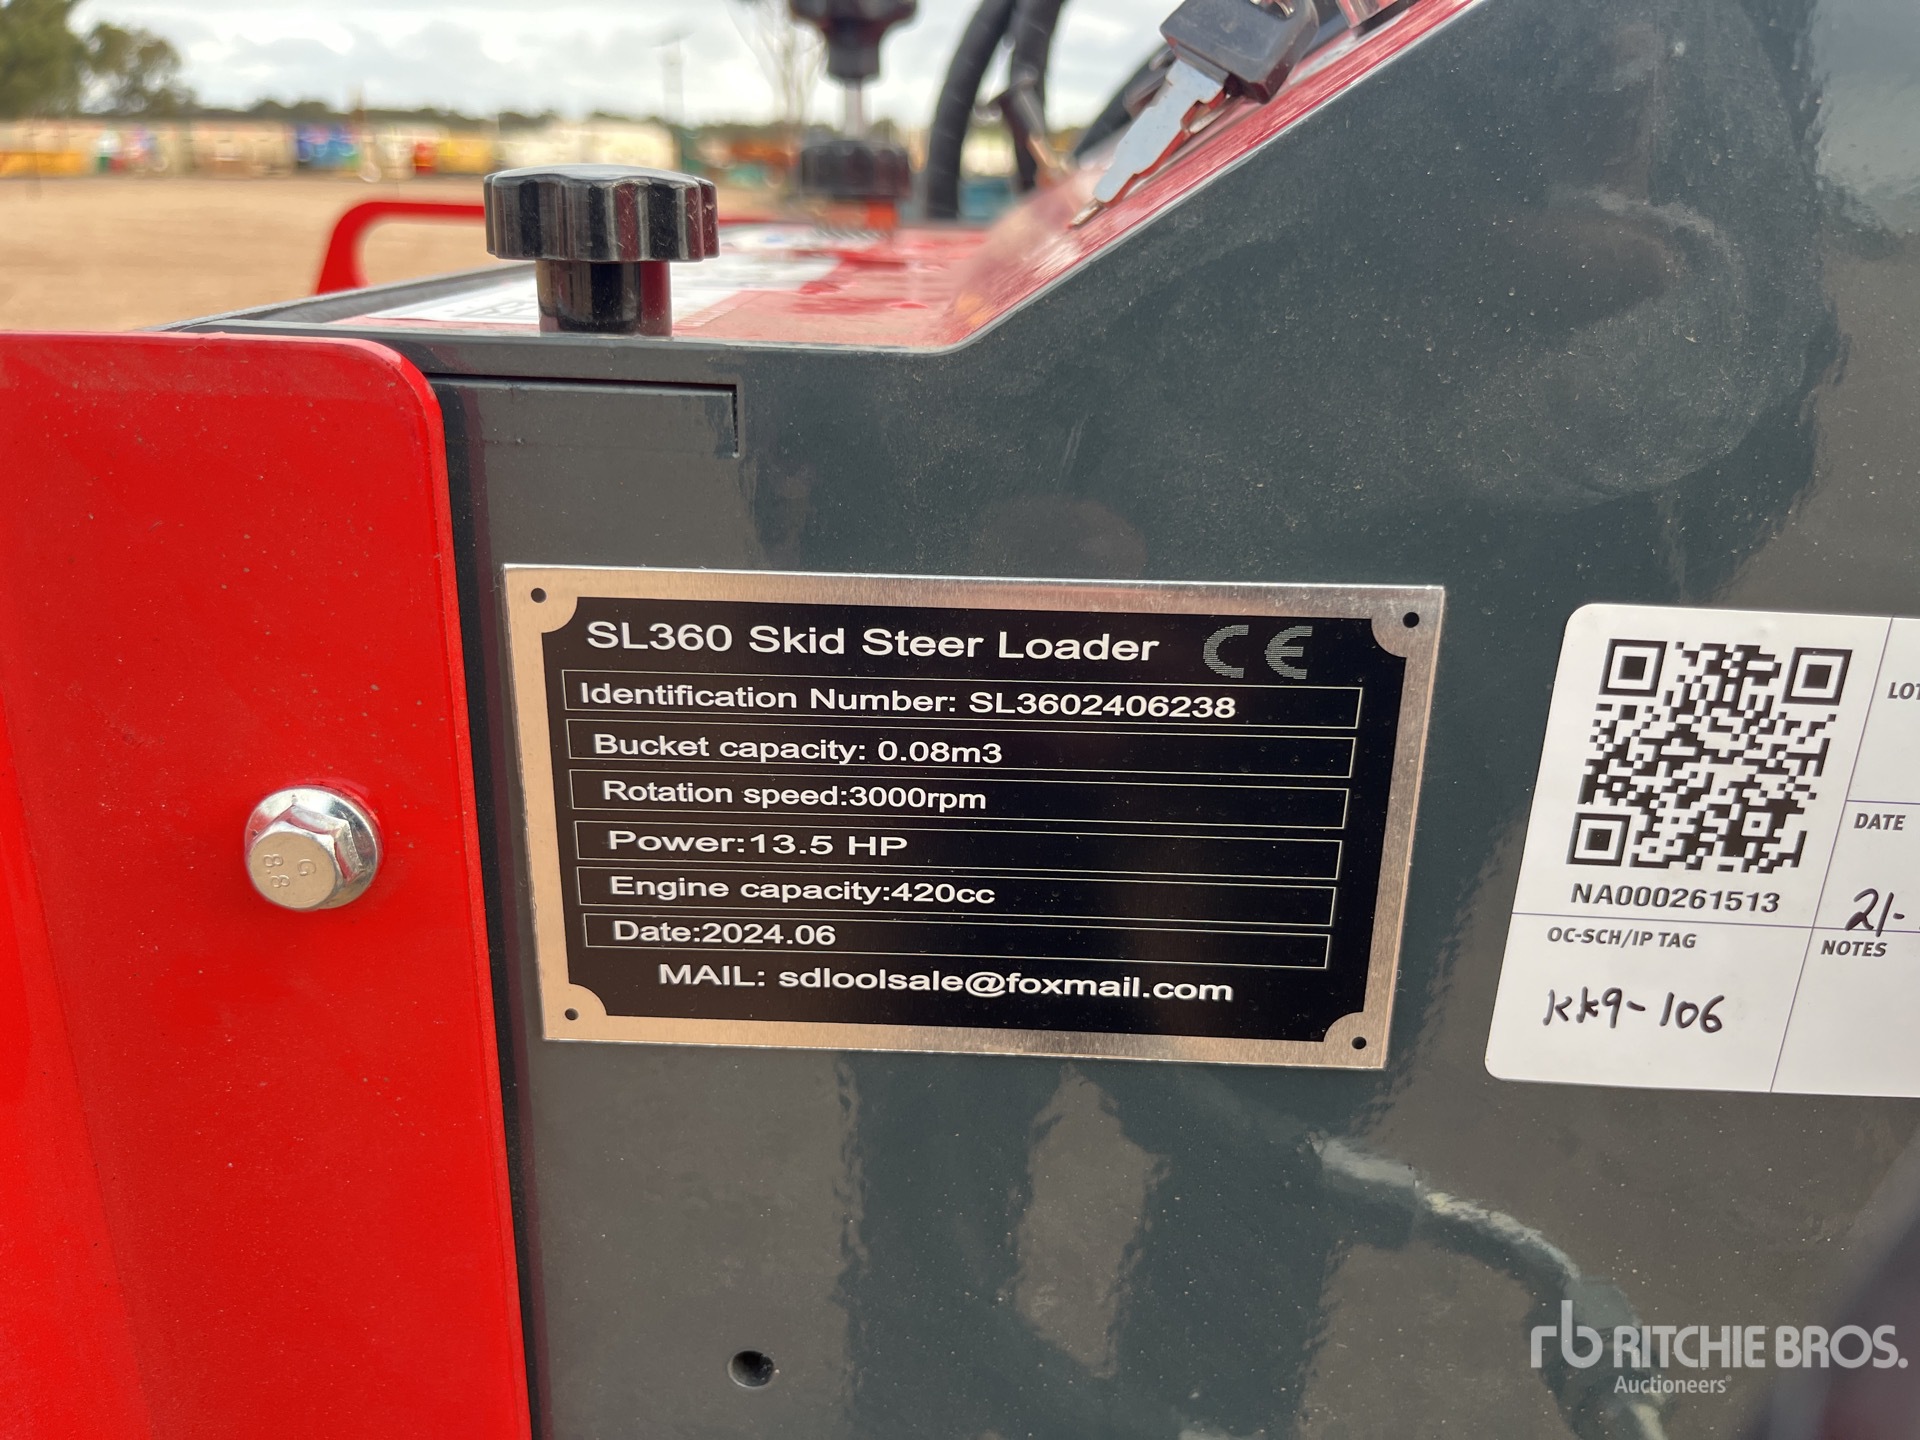 SL360 Skid Steer Loader CE
Identification Number: SL3602406238
Bucket capacity: 0.08m3
Rotation speed:3000rpm
Power:13.5 HP
Engine capacity:420cc
Date:2024.06
MAIL: sdloolsale@foxmail.com
G
8.8
LOT
DATE
NA000261513
21-
OC-SCH/IP TAG
NOTES
KK9-106
rb RITCHIE BROS.
Auctioneers